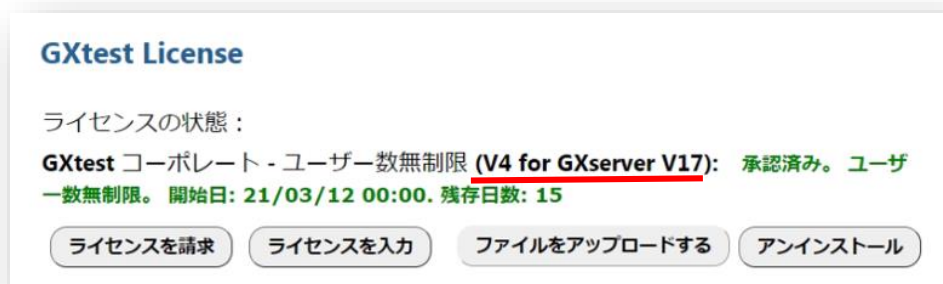 GXtest License
ライセンスの状態：
GXtest コーポレート - ユーザー数無制限 (V4 for GXserver V17): 承認済み。 ユーザ
ー数無制限。 開始日: 21/03/12 00:00. 残存日数: 15
ライセンスを請求 ライセンスを入力 ファイルをアップロードする アンインストール